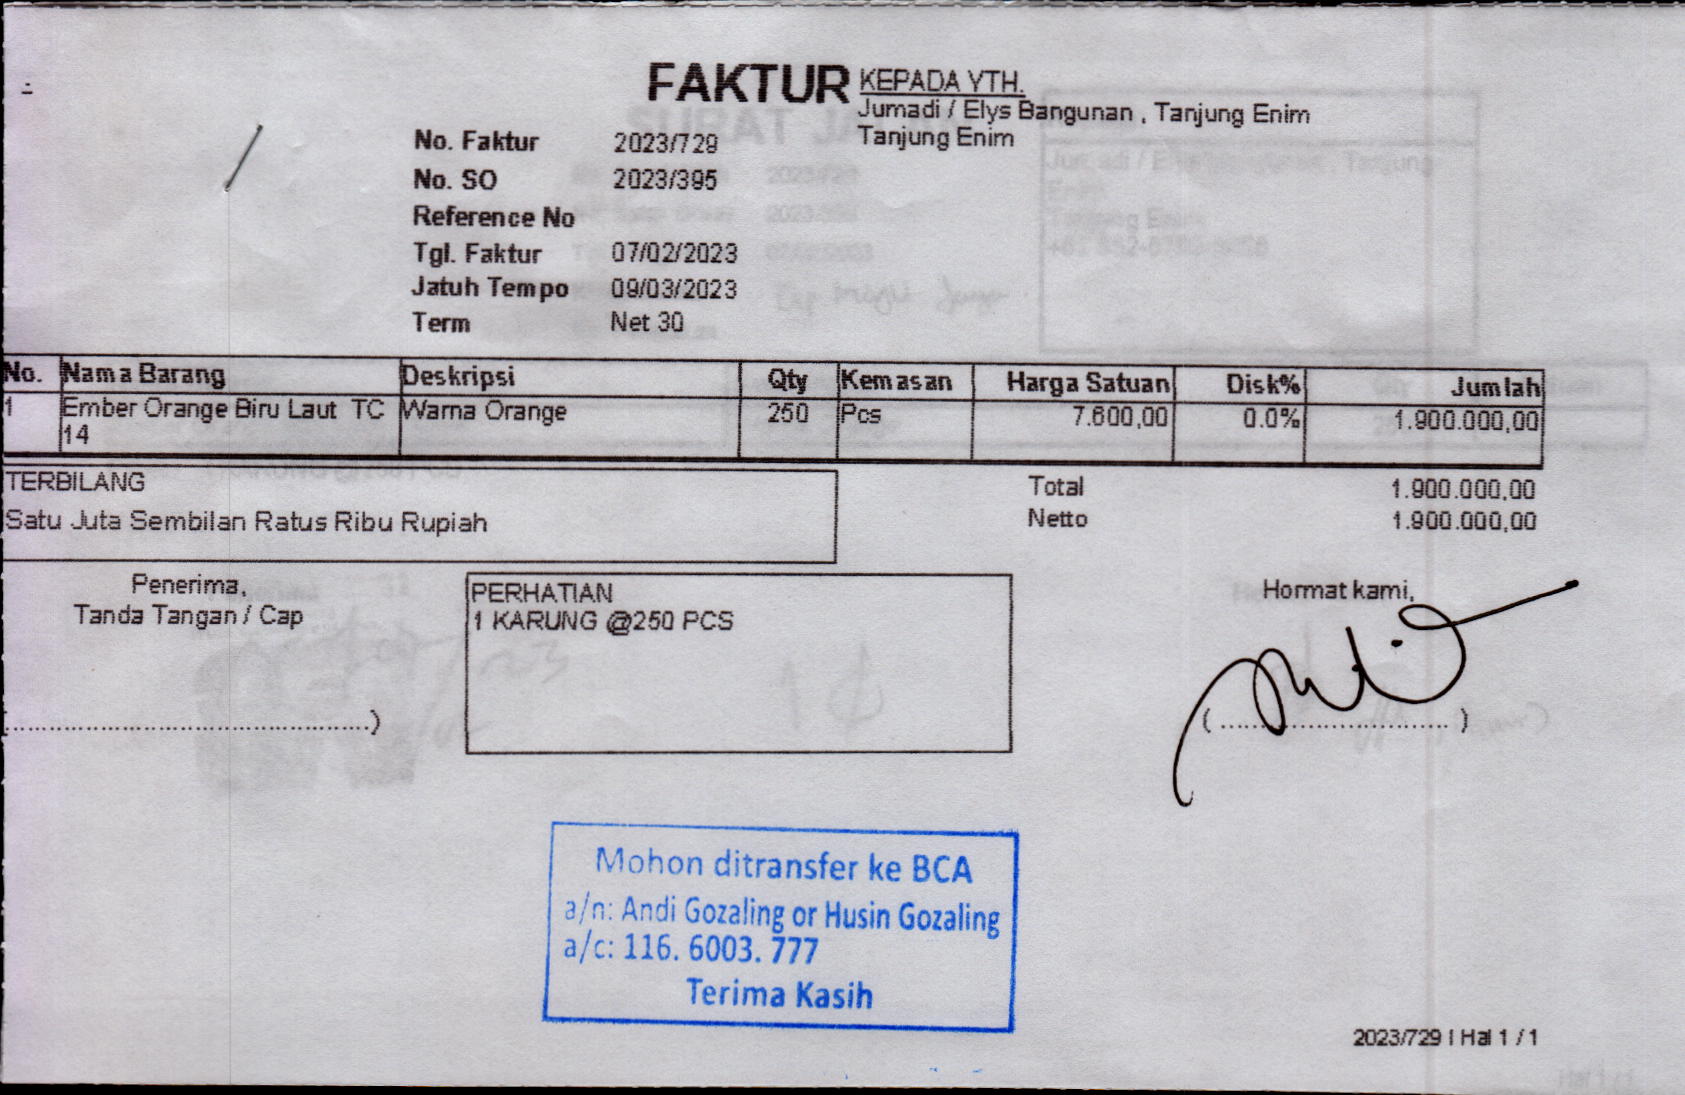 FAKTUR
KEPADA YTH.
Jumadi / Elys Bangunan , Tanjung Enim
Tanjung Enim
No. Faktur 2023/729
No. SO 2023/395
Reference No
Tgl. Faktur 07/02/2023
Jatuh Tempo 09/03/2023
Term Net 30
No. Nama Barang Deskripsi Qty Kemasan Harga Satuan Disk% Jumlah
1 Ember Orange Biru Laut TC Warna Orange 250 Pcs 7.600,00 0.0% 1.900.000,00
14
TERBILANG
Satu Juta Sembilan Ratus Ribu Rupiah
Total 1.900.000,00
Netto 1.900.000,00
Penerima,
Tanda Tangan / Cap
(..........................................)
PERHATIAN
1 KARUNG @250 PCS
Hormat kami,
( .......................... )
Mohon ditransfer ke BCA
a/n: Andi Gozaling or Husin Gozaling
a/c: 116. 6003. 777
Terima Kasih
2023/729 | Hal 1 / 1